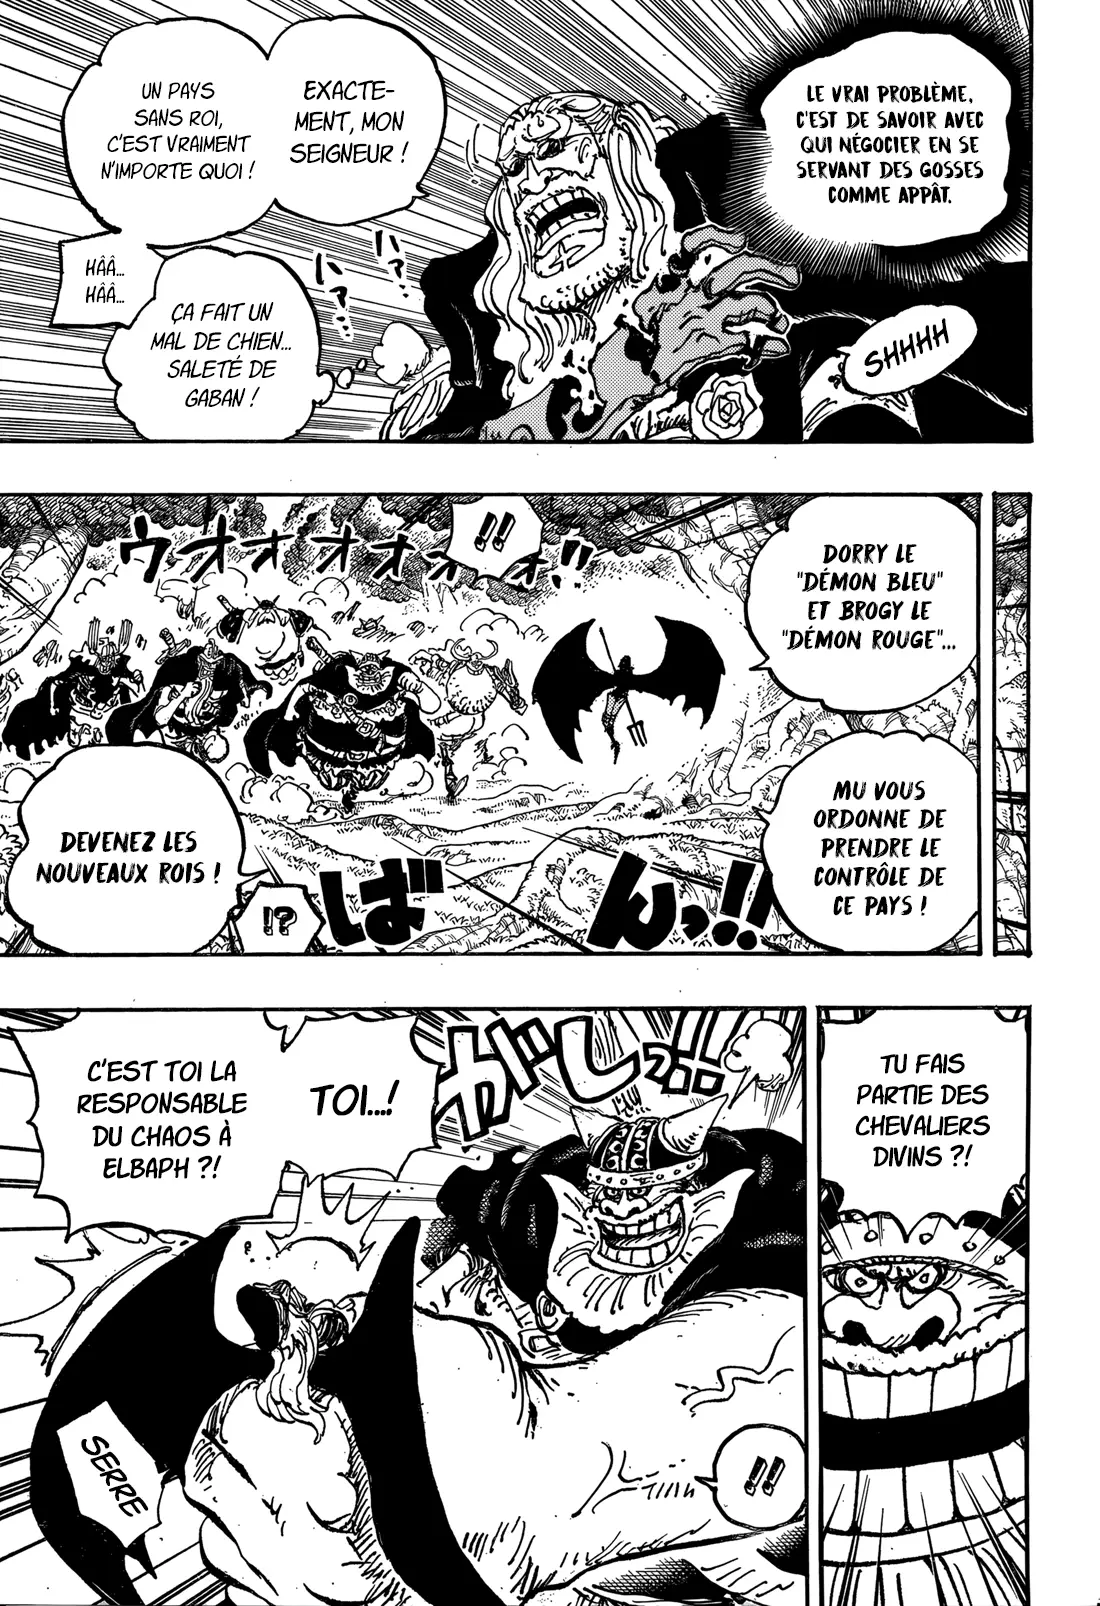 LE VRAI PROBLÈME,
C'EST DE SAVOIR AVEC
QUI NÉGOCIER EN SE
SERVANT DES GOSSES
COMME APPÂT.
EXACTE-
MENT, MON
SEIGNEUR !
UN PAYS
SANS ROI,
C'EST VRAIMENT
N'IMPORTE QUOI !
HÂÂ...
HÂÂ...
ÇA FAIT UN
MAL DE CHIEN...
SALETÉ DE
GABAN !
ハァ...
ハァ...
SHHHH
DORRY LE
"DÉMON BLEU"
ET BROGY LE
"DÉMON ROUGE"...
!!
ウオオオオオォォ!!
MU VOUS
ORDONNE DE
PRENDRE LE
CONTRÔLE DE
CE PAYS !
DEVENEZ LES
NOUVEAUX ROIS !
!?
ばんっ!!
TU FAIS
PARTIE DES
CHEVALIERS
DIVINS ?!
がしっ!!
TOI...!
C'EST TOI LA
RESPONSABLE
DU CHAOS À
ELBAPH ?!
SERRE
!!